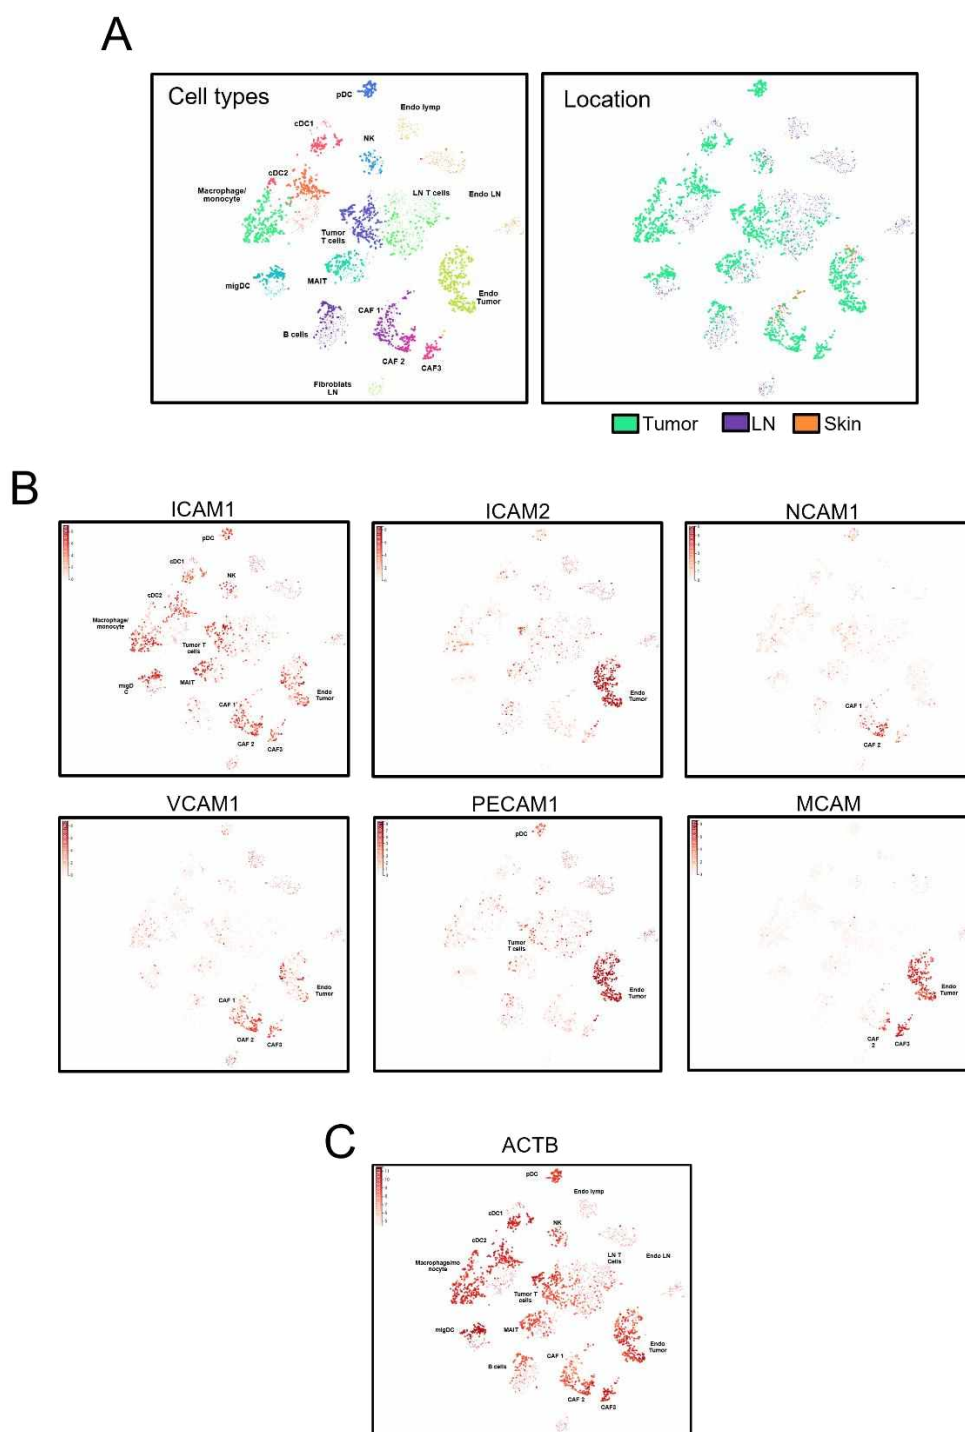 A
Cell types
pDC
Endo lymp
cDC1
NK
cDC2
Macrophage/
monocyte
LN T cells
Endo LN
Tumor
T cells
migDC
MAIT
Endo
Tumor
CAF 1
B cells
CAF 2
CAF3
Fibroblats
LN
Location
Tumor
LN
Skin
B
ICAM1
pDC
cDC1
NK
cDC2
Macrophage/
monocyte
Tumor T
cells
migD
C
MAIT
Endo
Tumor
CAF 1
CAF 2
CAF3
ICAM2
Endo
Tumor
NCAM1
CAF 1
CAF 2
VCAM1
Endo
Tumor
CAF 1
CAF 2
CAF3
PECAM1
pDC
Tumor
T cells
Endo
Tumor
MCAM
Endo
Tumor
CAF
2
CAF3
C
ACTB
pDC
Endo lymp
cDC1
NK
cDC2
LN T
Cells
Endo LN
Macrophage/mo
nocyte
Tumor T
cells
migDC
MAIT
Endo
Tumor
CAF 1
B cells
CAF 2
CAF3